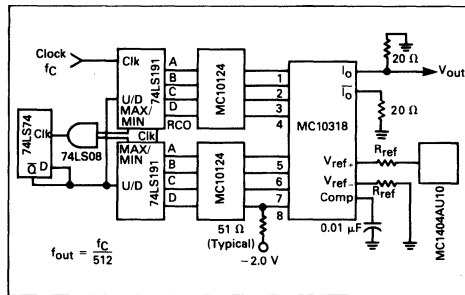 Clock
fC
Clk
74LS191
U/D
MAX/
MIN
RCO
A
B
C
D
MC10124
1
2
3
4
MC10318
IO
IO
20 Ω
Vout
20 Ω
Vref+
Rref
Vref−
Rref
Comp
0.01 μF
MC1404AU10
74LS74
Clk
Q D
74LS08
Clk
MAX/
MIN
U/D
74LS191
A
B
C
D
MC10124
5
6
7
8
51 Ω
(Typical)
−2.0 V
fout = fC/512